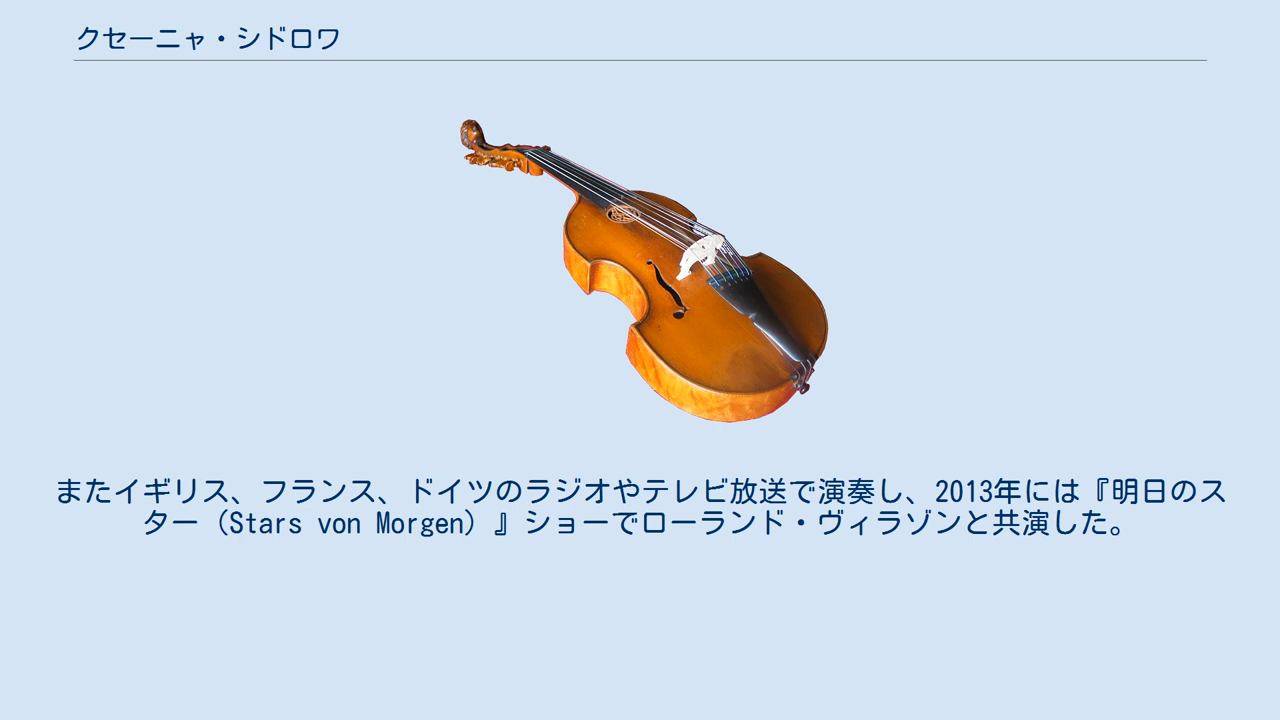 クセーニャ・シドロワ
またイギリス、フランス、ドイツのラジオやテレビ放送で演奏し、2013年には『明日のス
ター（Stars von Morgen）』ショーでローランド・ヴィラゾンと共演した。